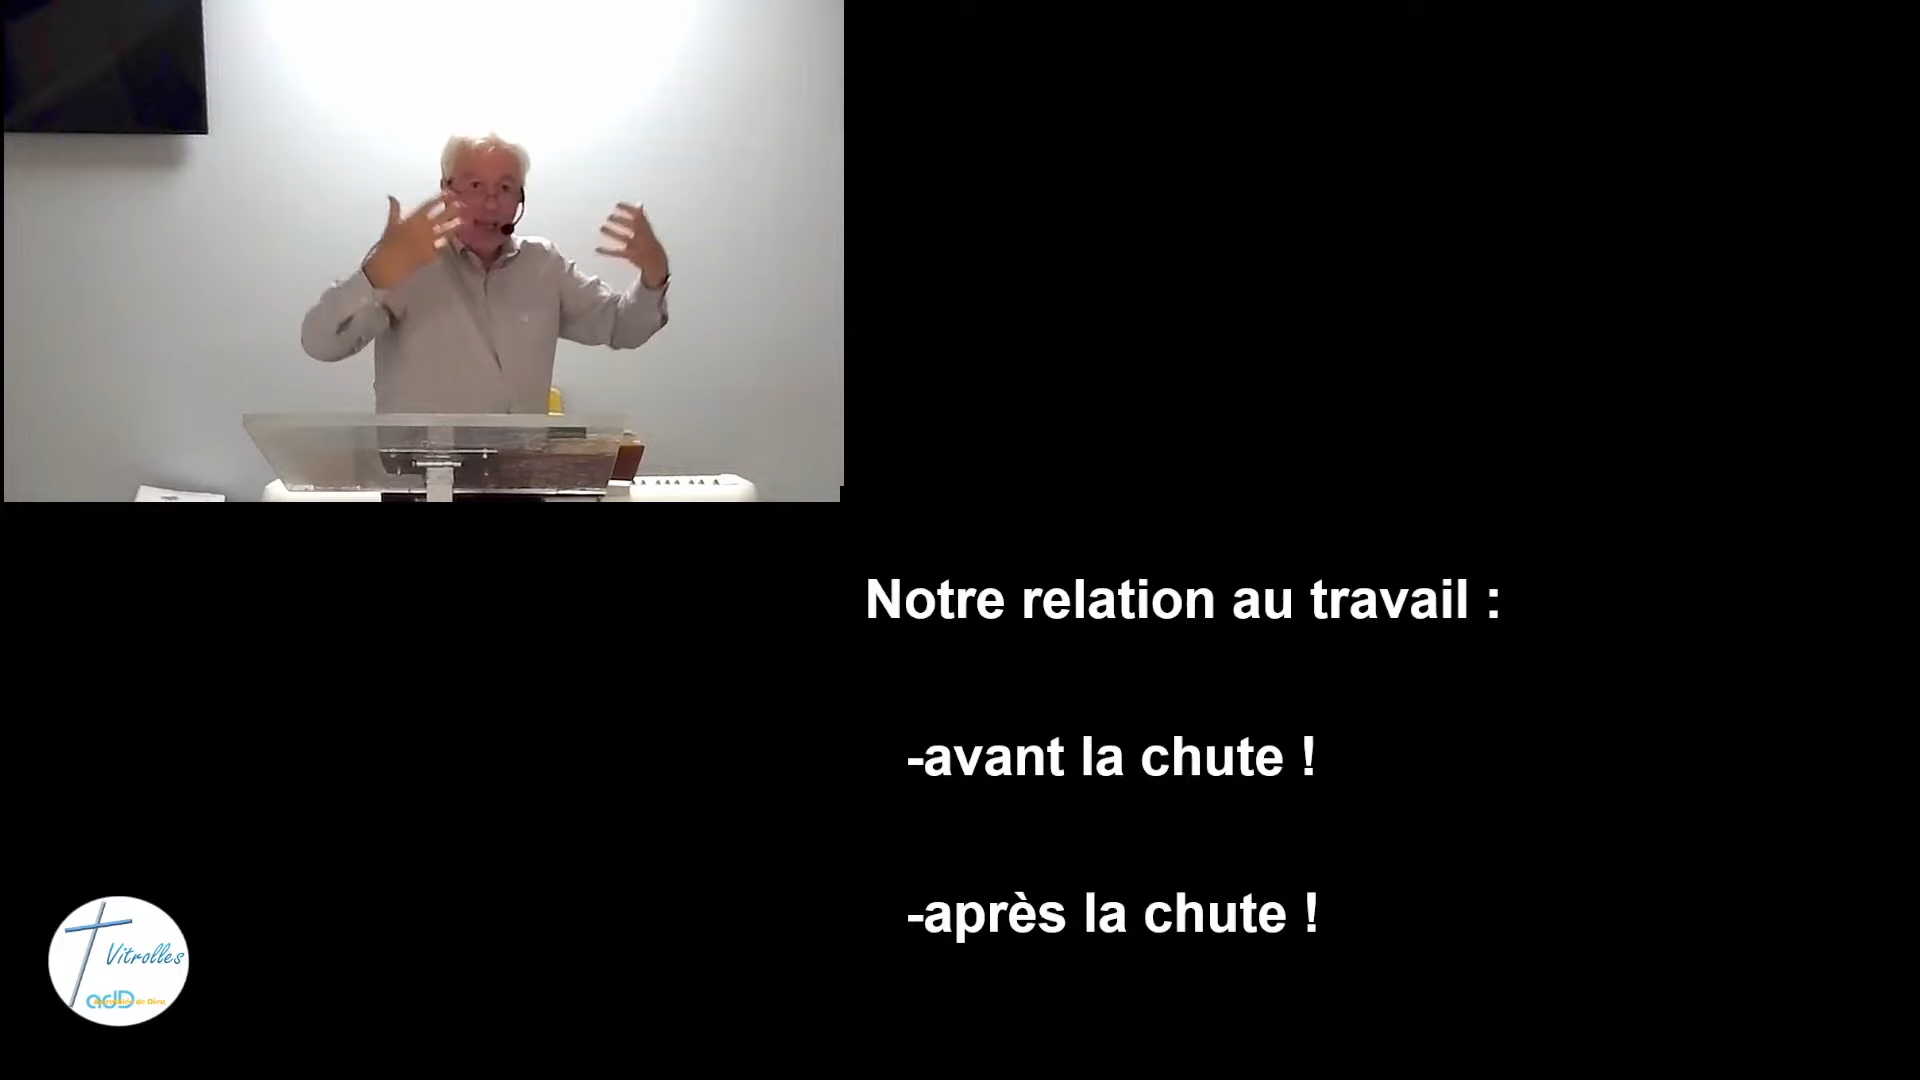 Notre relation au travail :
-avant la chute !
-après la chute !
Vitrolles
adD